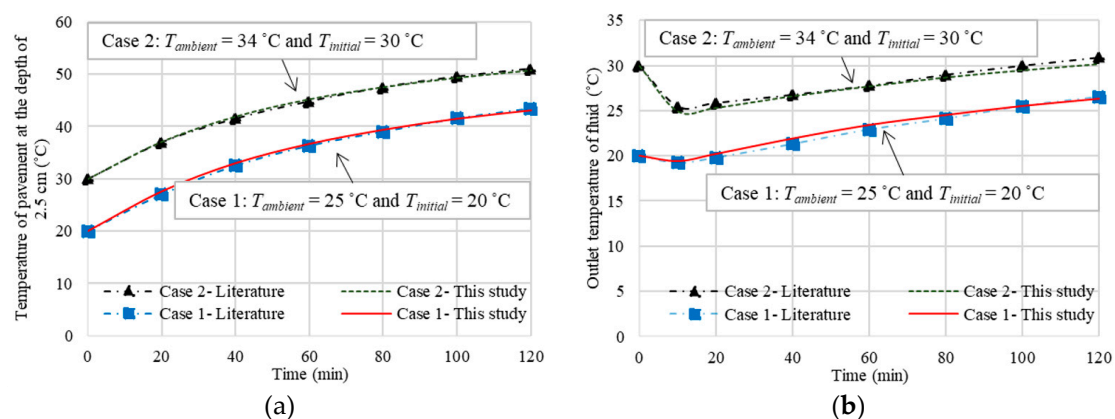 Temperature of pavement at the depth of
2.5 cm (˚C)
60
50
40
30
20
10
0
0 20 40 60 80 100 120
Time (min)
Case 2: Tambient = 34 ˚C and Tinitial = 30 ˚C
Case 1: Tambient = 25 ˚C and Tinitial = 20 ˚C
Case 2- Literature
Case 2- This study
Case 1- Literature
Case 1- This study
(a)
Outlet temperature of fluid (˚C)
35
30
25
20
15
10
5
0
0 20 40 60 80 100 120
Time (min)
Case 2: Tambient = 34 ˚C and Tinitial = 30 ˚C
Case 1: Tambient = 25 ˚C and Tinitial = 20 ˚C
Case 2- Literature
Case 2- This study
Case 1- Literature
Case 1- This study
(b)